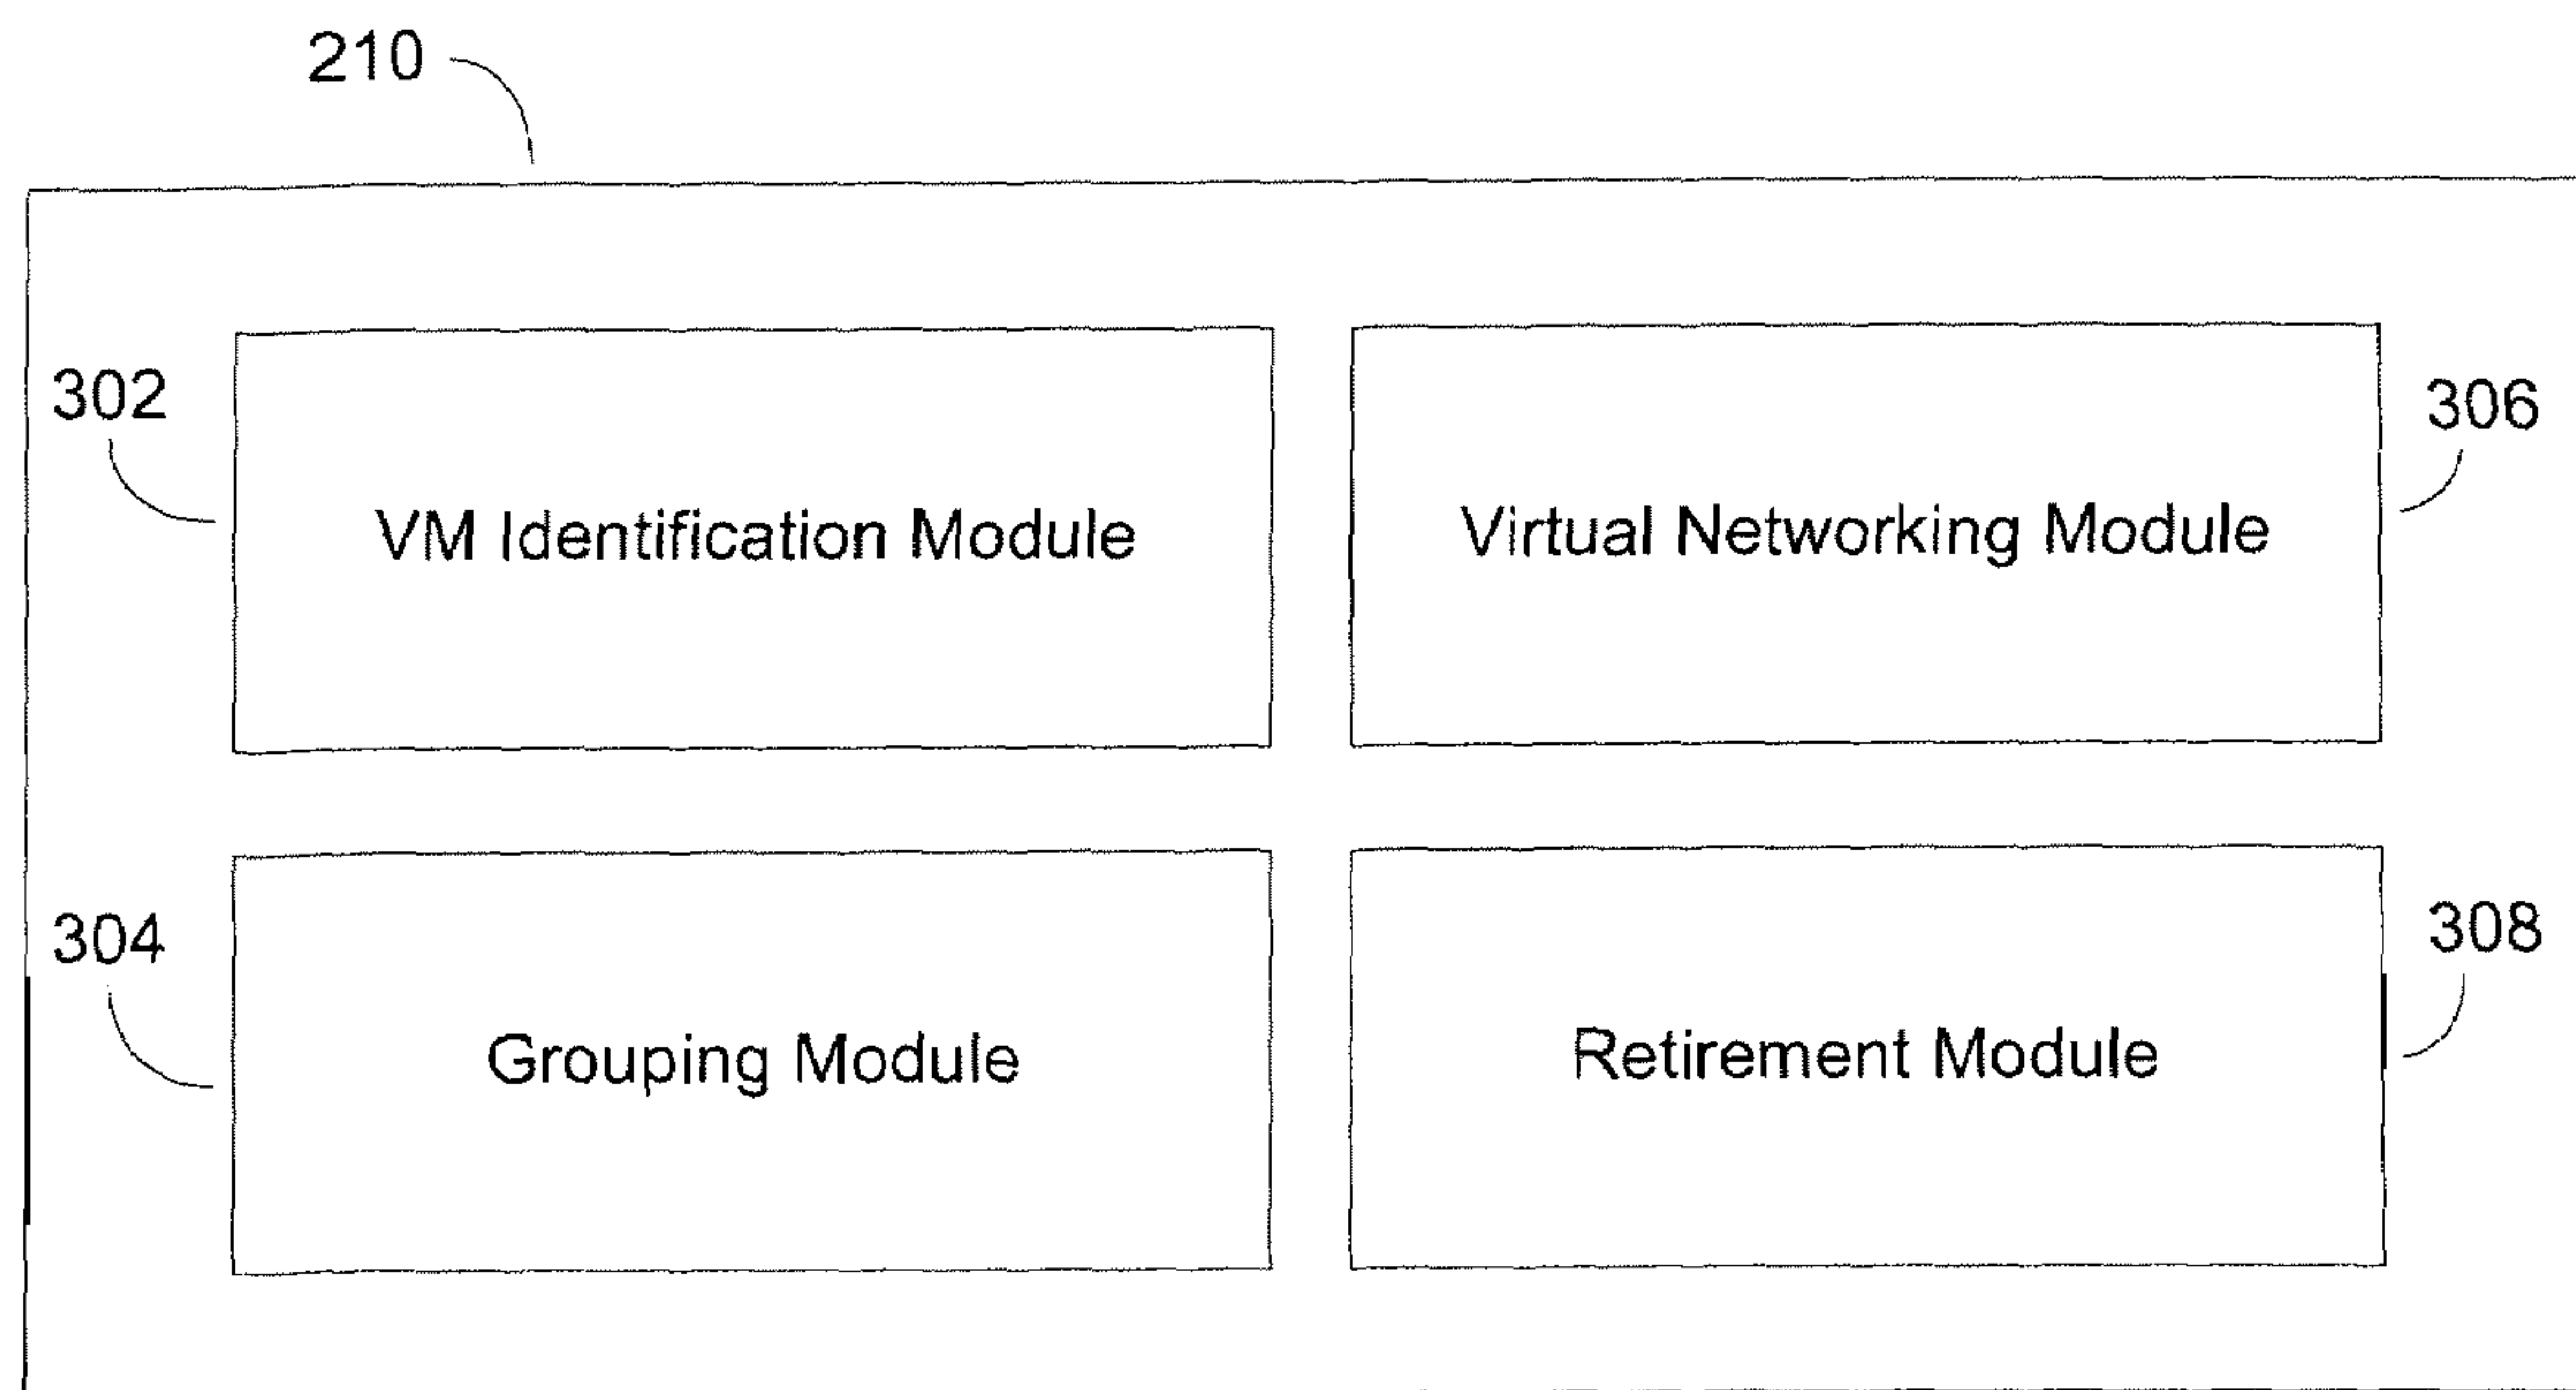 210
302
VM Identification Module
306
Virtual Networking Module
304
Grouping Module
308
Retirement Module